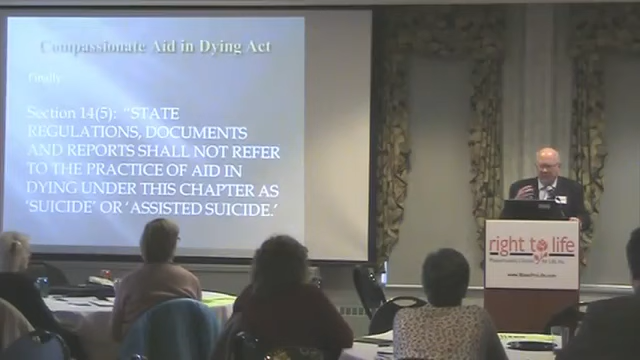 Compassionate Aid in Dying Act
Finally
Section 14(5): "STATE
REGULATIONS, DOCUMENTS
AND REPORTS SHALL NOT REFER
TO THE PRACTICE OF AID IN
DYING UNDER THIS CHAPTER AS
'SUICIDE' OR 'ASSISTED SUICIDE.'
right to life